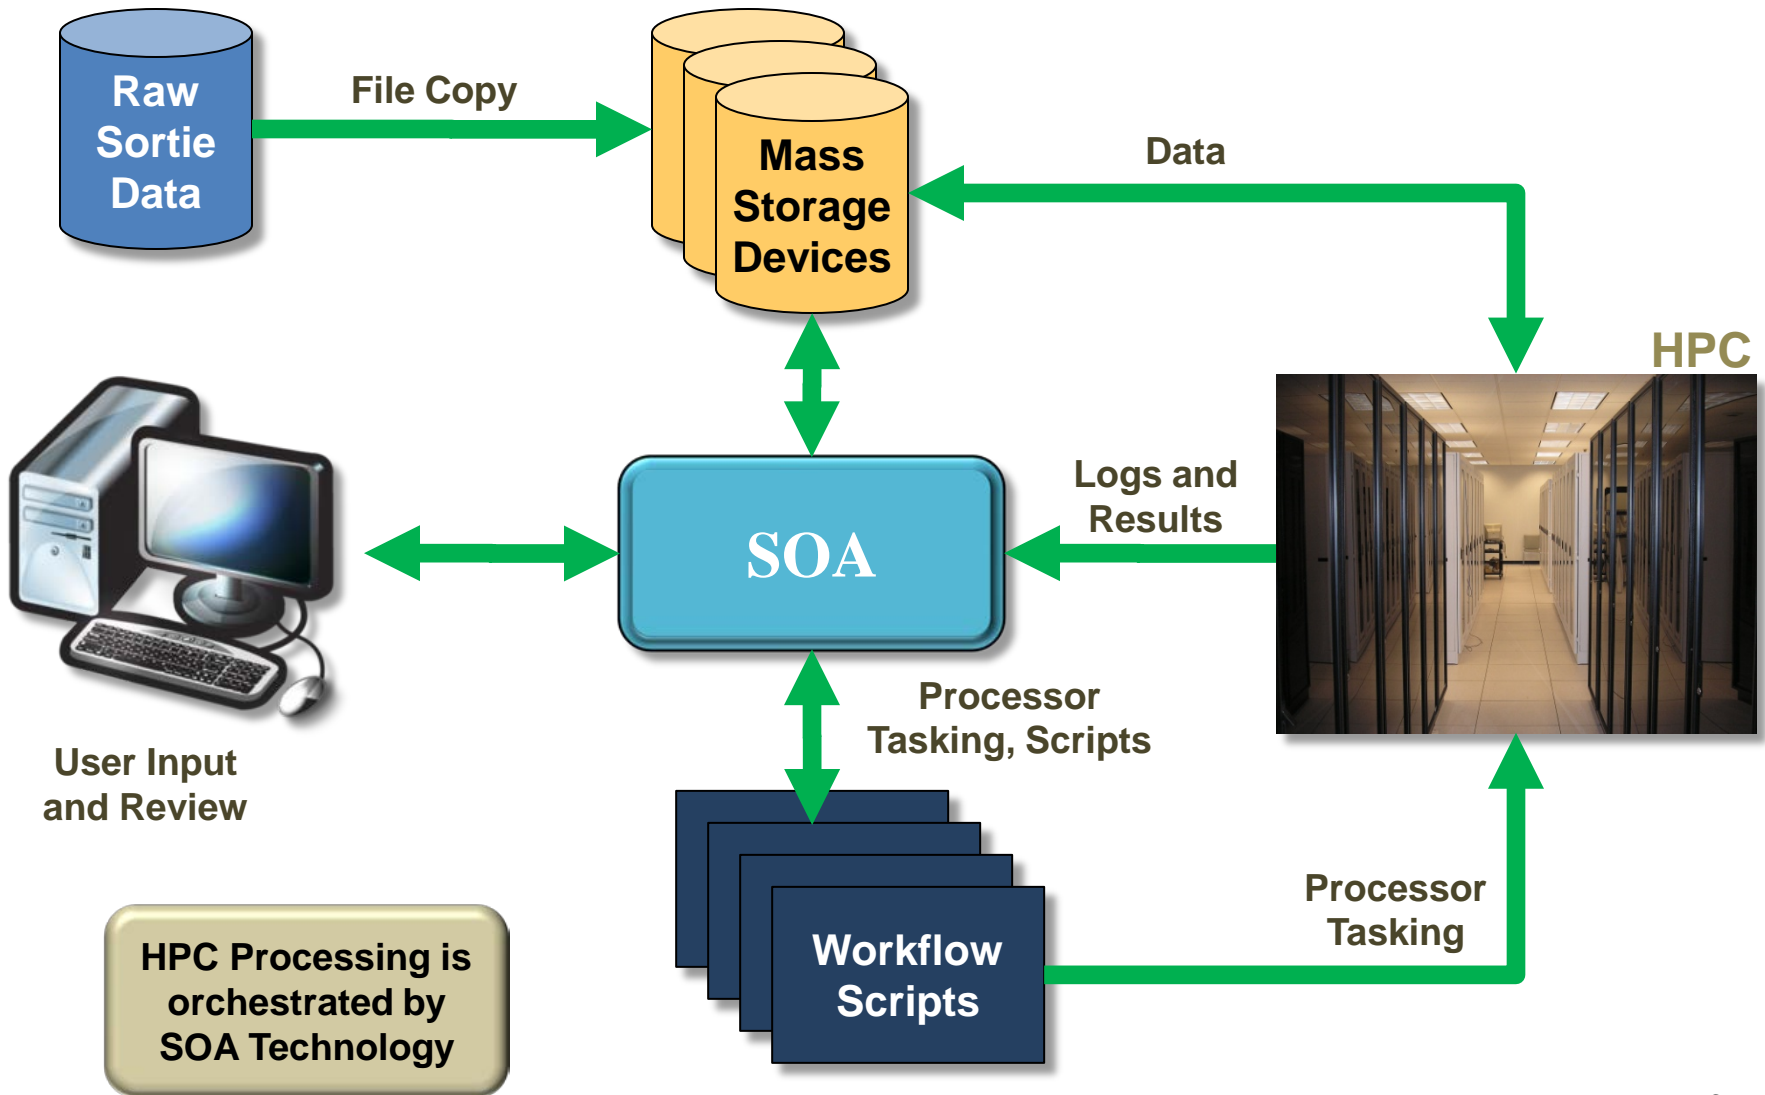 Raw
Sortie
Data
File Copy
Mass
Storage
Devices
Data
HPC
Logs and
Results
SOA
User Input
and Review
Processor
Tasking, Scripts
Workflow
Scripts
Processor
Tasking
HPC Processing is
orchestrated by
SOA Technology